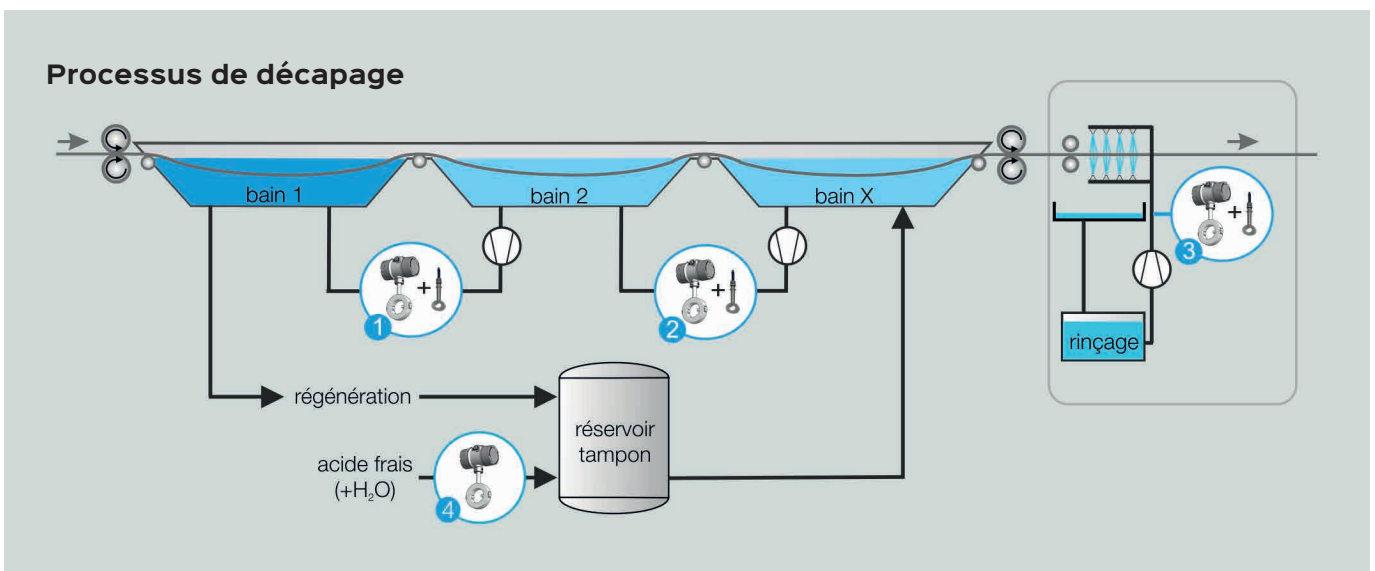 Processus de décapage
bain 1
bain 2
bain X
+
1
+
2
+
3
rinçage
régénération
réservoir
tampon
acide frais
(+H₂O)
4